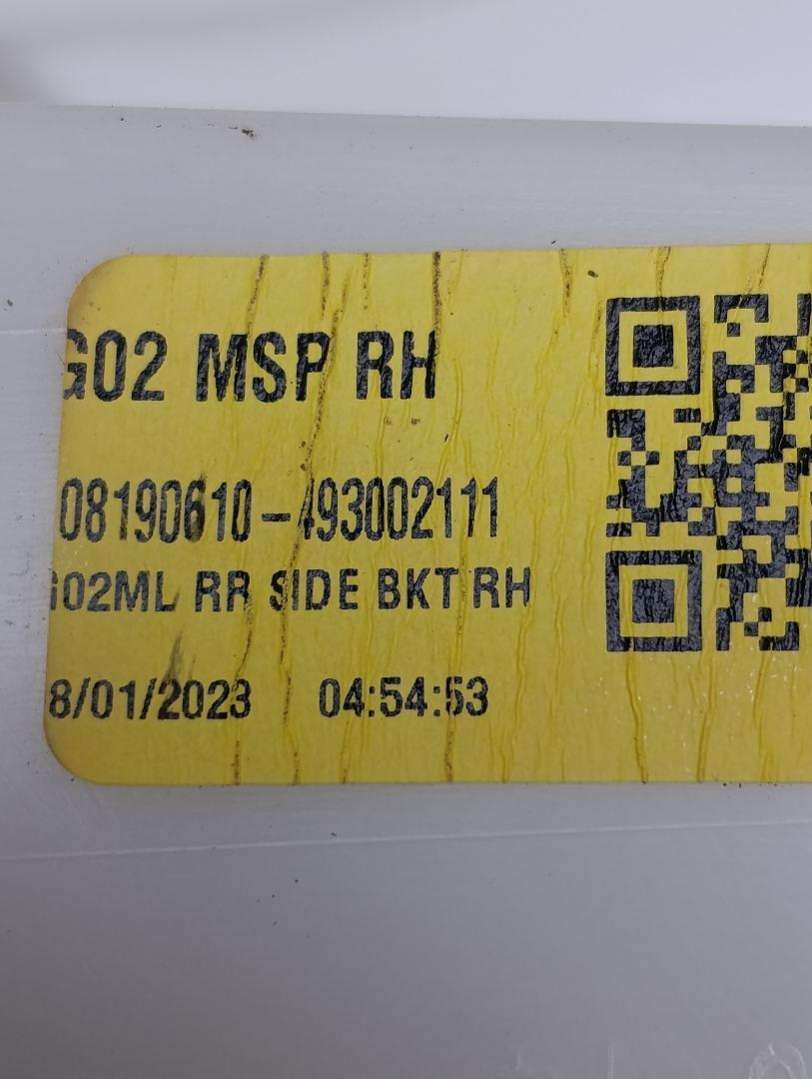 G02 MSP RH
08190610-493002111
G02ML RR SIDE BKT RH
8/01/2023 04:54:53